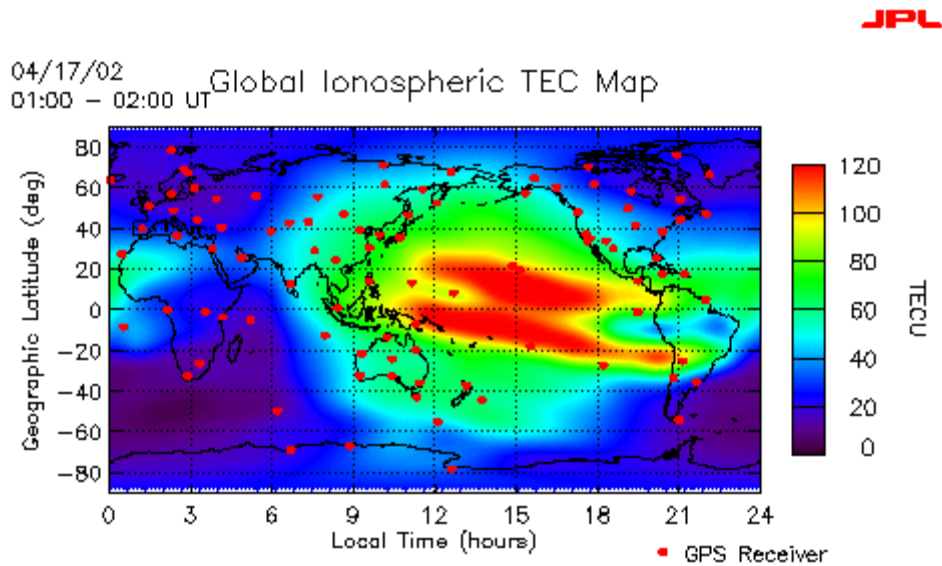 JPL
04/17/02
01:00 - 02:00 UT
Global Ionospheric TEC Map
80
60
40
20
0
-20
-40
-60
-80
Geographic Latitude (deg)
0 3 6 9 12 15 18 21 24
Local Time (hours)
GPS Receiver
120
100
80
60
40
20
0
TECU